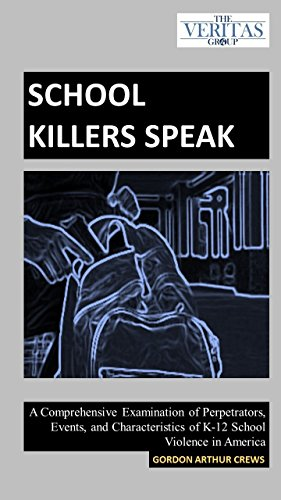 THE
VERITAS
GROUP
SCHOOL
KILLERS SPEAK
A Comprehensive Examination of Perpetrators,
Events, and Characteristics of K-12 School
Violence in America
GORDON ARTHUR CREWS